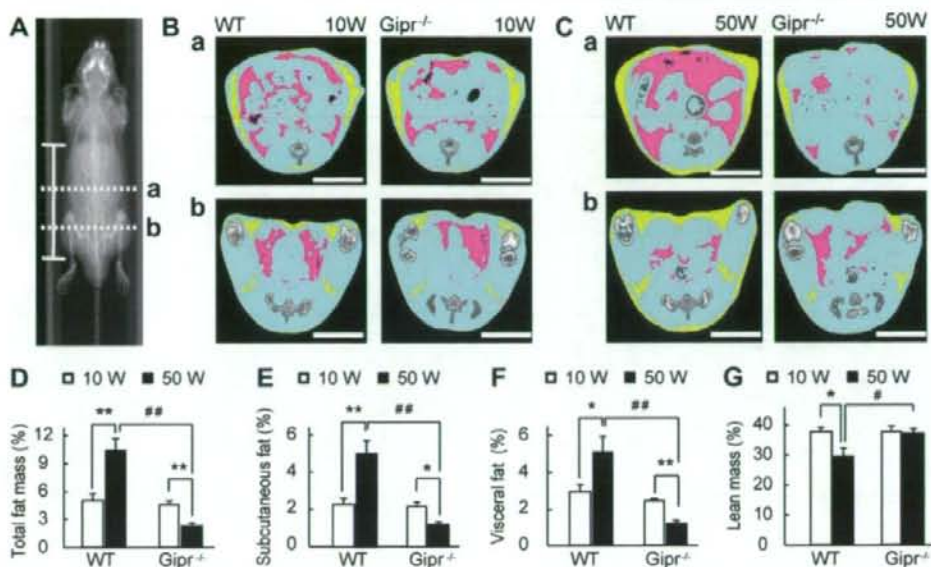 A
a
b
B
WT 10W Gipr⁻/⁻ 10W
a
b
C
WT 50W Gipr⁻/⁻ 50W
a
b
D
□ 10 W ■ 50 W
Total fat mass (%)
12
9
6
3
0
**
##
**
WT Gipr⁻/⁻
E
□ 10 W ■ 50 W
Subcutaneous fat (%)
6
4
2
0
**
##
*
WT Gipr⁻/⁻
F
□ 10 W ■ 50 W
Visceral fat (%)
6
4
2
0
*
##
**
WT Gipr⁻/⁻
G
□ 10 W ■ 50 W
Lean mass (%)
40
30
20
10
0
*
#
WT Gipr⁻/⁻